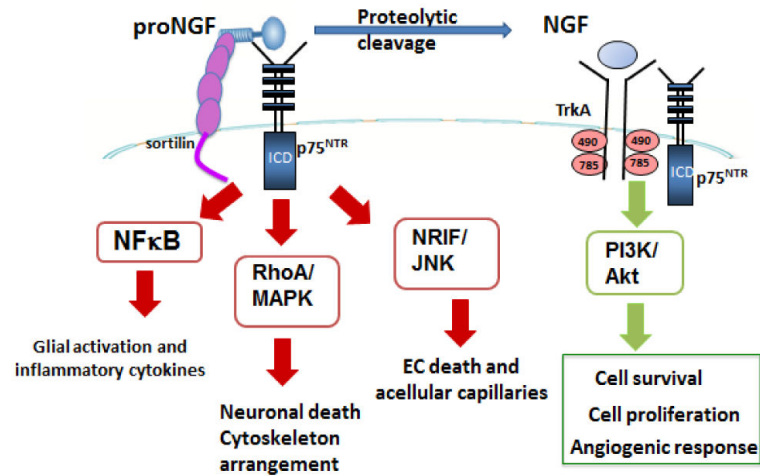 proNGF
Proteolytic
cleavage
NGF
TrkA
sortilin
ICD
p75NTR
490
785
490
785
ICD
p75NTR
NFκB
RhoA/
MAPK
NRIF/
JNK
PI3K/
Akt
Glial activation and
inflammatory cytokines
Neuronal death
Cytoskeleton
arrangement
EC death and
acellular capillaries
Cell survival
Cell proliferation
Angiogenic response